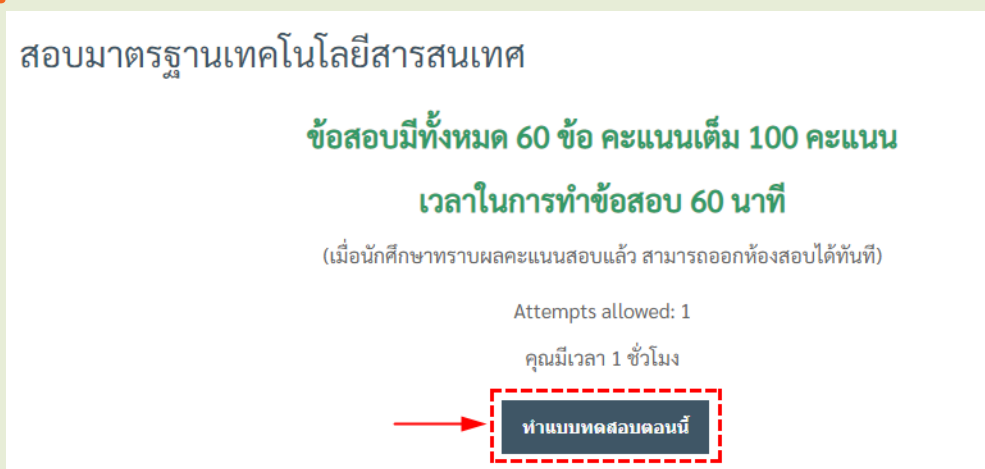 สอบมาตรฐานเทคโนโลยีสารสนเทศ
ข้อสอบมีทั้งหมด 60 ข้อ คะแนนเต็ม 100 คะแนน
เวลาในการทำข้อสอบ 60 นาที
(เมื่อนักศึกษาทราบผลคะแนนสอบแล้ว สามารถออกห้องสอบได้ทันที)
Attempts allowed: 1
คุณมีเวลา 1 ชั่วโมง
ทำแบบทดสอบตอนนี้